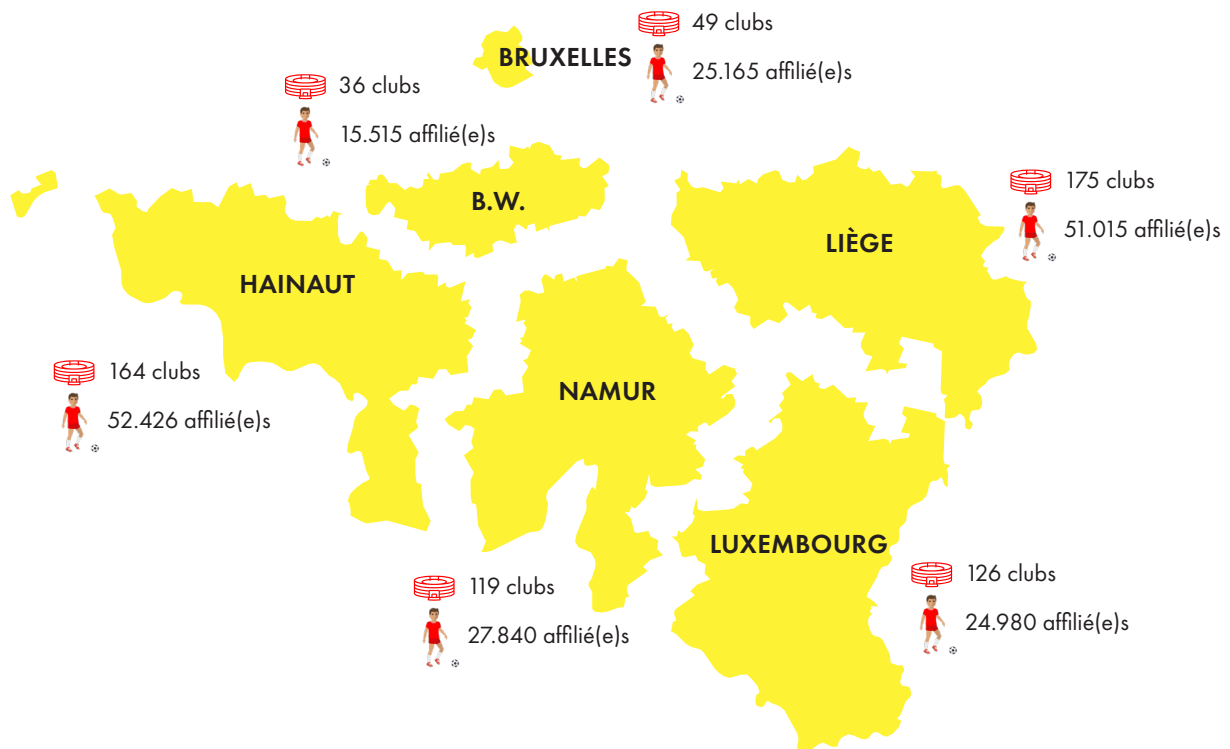 49 clubs
BRUXELLES
25.165 affilié(e)s
36 clubs
15.515 affilié(e)s
B.W.
175 clubs
51.015 affilié(e)s
LIÈGE
HAINAUT
164 clubs
52.426 affilié(e)s
NAMUR
LUXEMBOURG
119 clubs
27.840 affilié(e)s
126 clubs
24.980 affilié(e)s